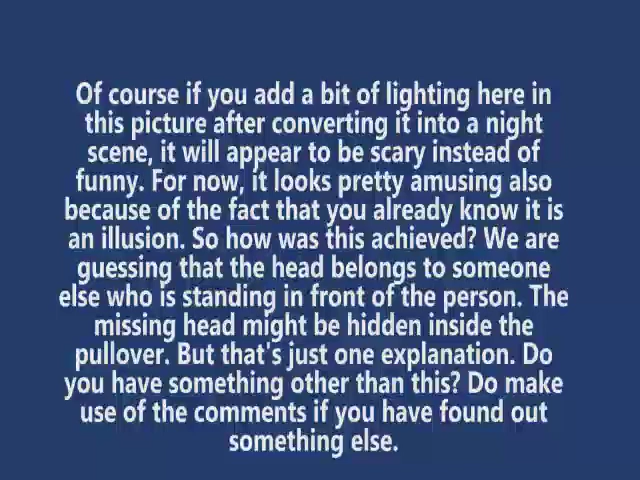 Of course if you add a bit of lighting here in
this picture after converting it into a night
scene, it will appear to be scary instead of
funny. For now, it looks pretty amusing also
because of the fact that you already know it is
an illusion. So how was this achieved? We are
guessing that the head belongs to someone
else who is standing in front of the person. The
missing head might be hidden inside the
pullover. But that's just one explanation. Do
you have something other than this? Do make
use of the comments if you have found out
something else.